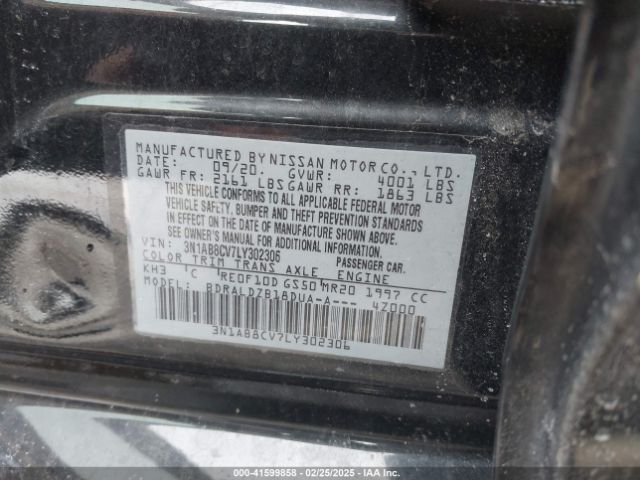 MANUFACTURED BY NISSAN MOTOR CO., LTD.
DATE: 09/20. GVWR: 4001 LBS
GAWR FR: 2161 LBS GAWR RR: 1863 LBS
THIS VEHICLE CONFORMS TO ALL APPLICABLE FEDERAL MOTOR
VEHICLE SAFETY, BUMPER AND THEFT PREVENTION STANDARDS
IN EFFECT ON THE DATE OF MANUFACTURE SHOWN ABOVE.
SEE OWNER'S MANUAL FOR ADDITIONAL INFORMATION.
VIN: 3N1AB8CV7LY302306 PASSENGER CAR.
COLOR TRIM TRANS AXLE ENGINE
KH3 C RE0F10D GS50 MR20 1997 CC
MODEL: BDRALDZB18DUA-A--- 4Z000
3N1AB8CV7LY302306
000-41599858 - 02/25/2025 - IAA Inc.